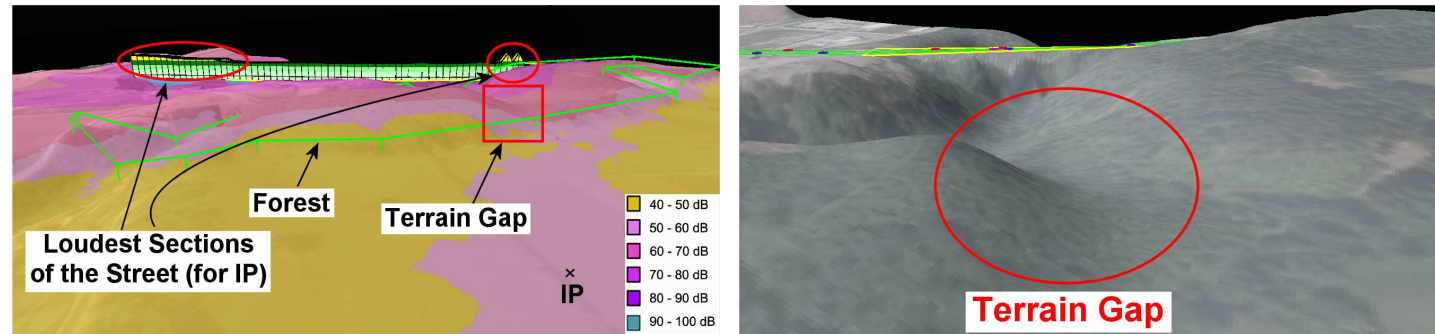 Forest
Terrain Gap
Loudest Sections
of the Street (for IP)
IP
40 - 50 dB
50 - 60 dB
60 - 70 dB
70 - 80 dB
80 - 90 dB
90 - 100 dB
Terrain Gap